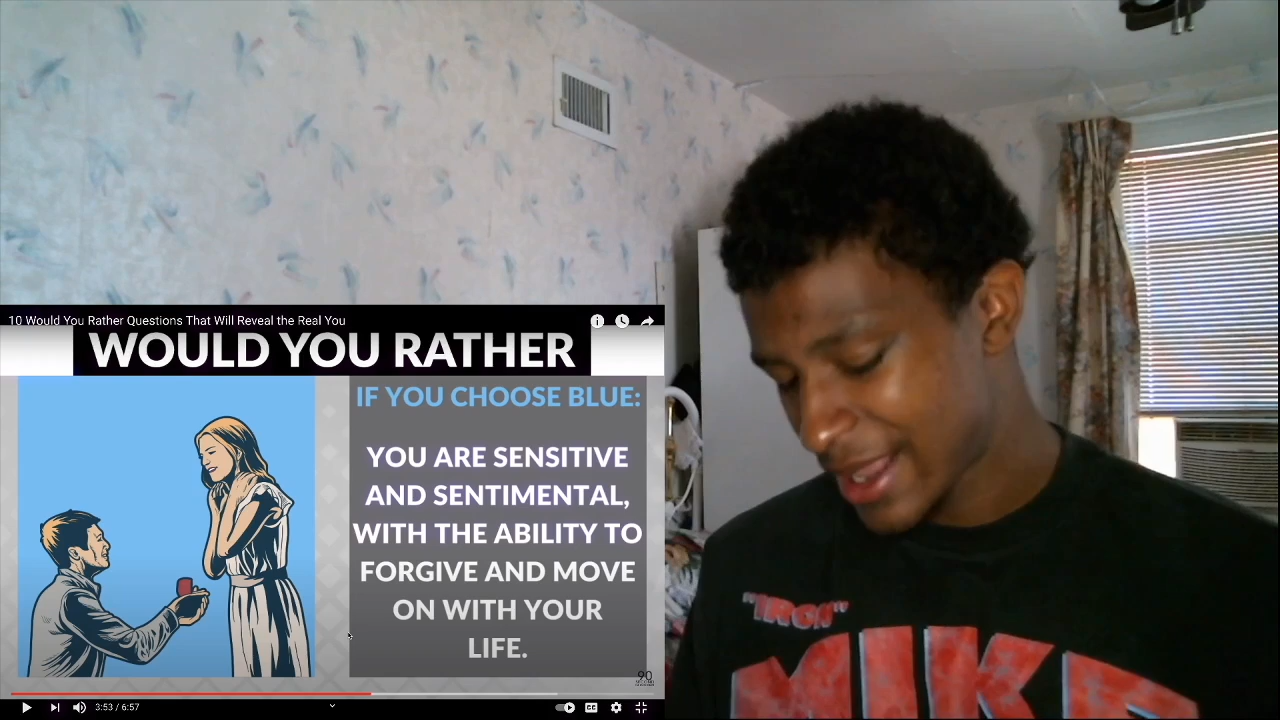 10 Would You Rather Questions That Will Reveal the Real You
WOULD YOU RATHER
IF YOU CHOOSE BLUE:
YOU ARE SENSITIVE
AND SENTIMENTAL,
WITH THE ABILITY TO
FORGIVE AND MOVE
ON WITH YOUR
LIFE.
90
3:53 / 6:57
CC
"IRON"
MIKE